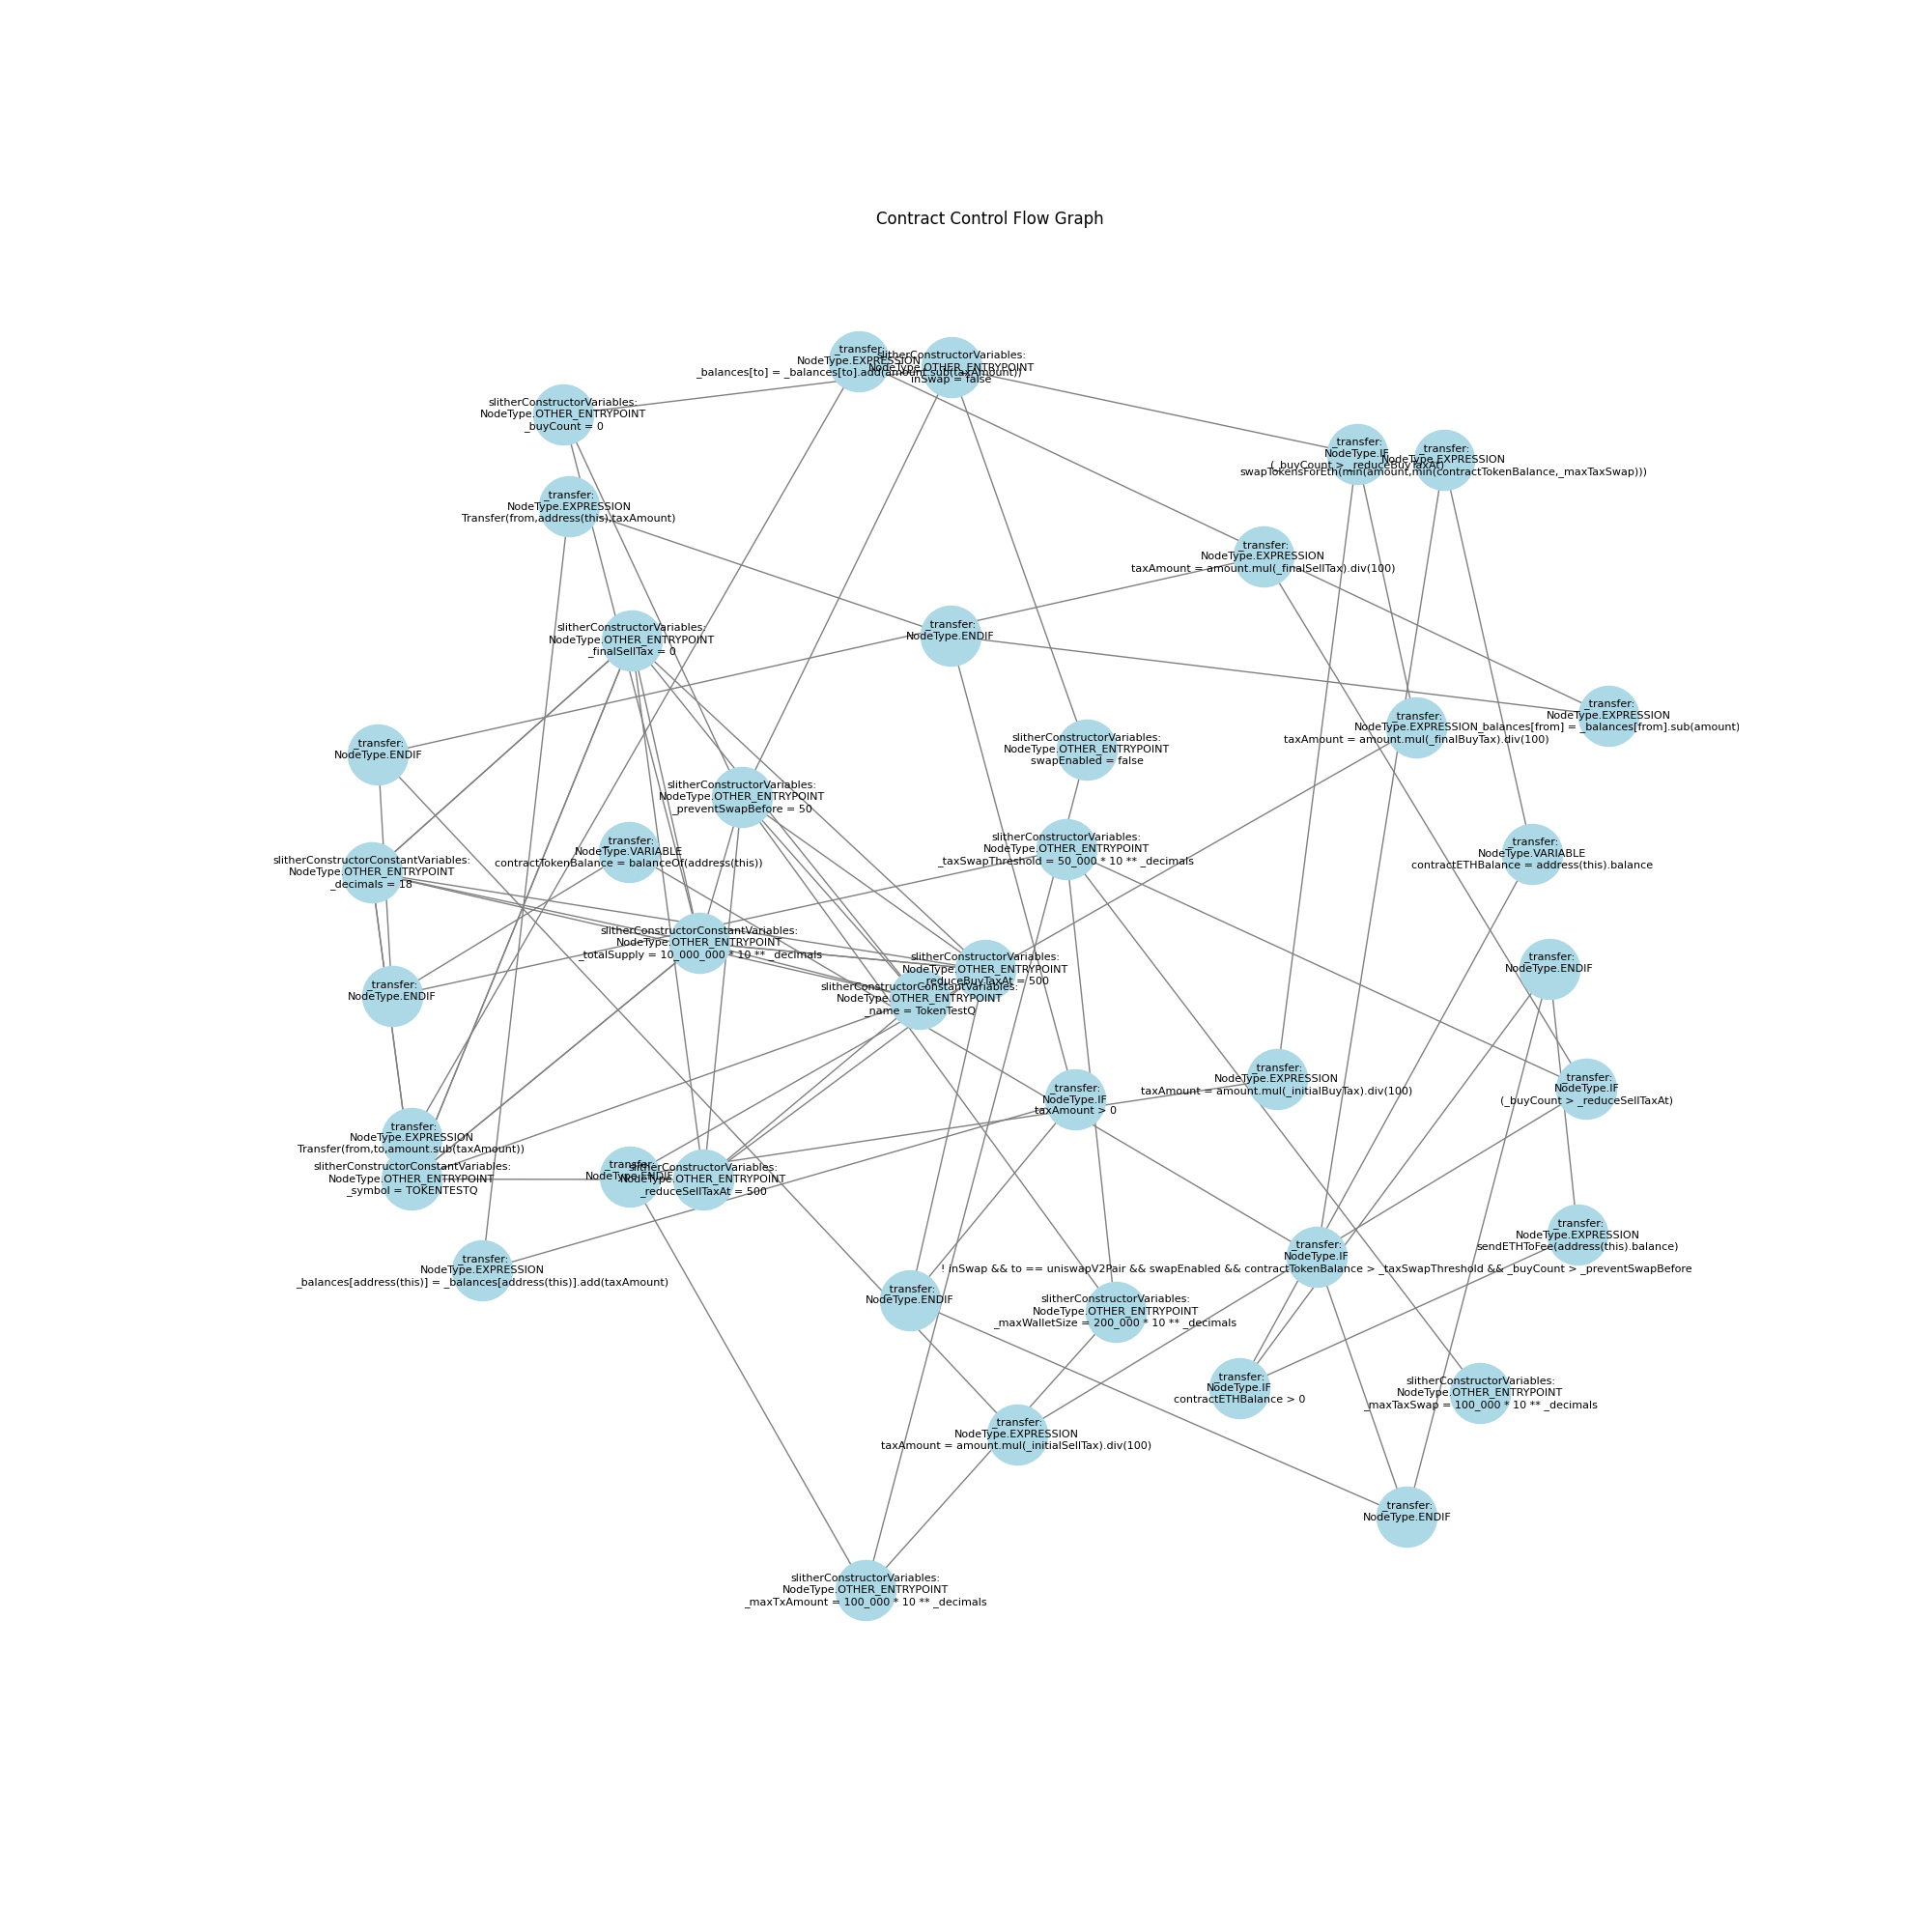 Contract Control Flow Graph
_transfer:
NodeType.EXPRESSION
_balances[to] = _balances[to].add(amount.sub(taxAmount))
slitherConstructorVariables:
NodeType.OTHER_ENTRYPOINT
inSwap = false
slitherConstructorVariables:
NodeType.OTHER_ENTRYPOINT
_buyCount = 0
_transfer:
NodeType.IF
(_buyCount > _reduceBuyTaxAt)
_transfer:
NodeType.EXPRESSION
swapTokensForEth(min(amount,min(contractTokenBalance,_maxTaxSwap)))
_transfer:
NodeType.EXPRESSION
Transfer(from,address(this),taxAmount)
_transfer:
NodeType.EXPRESSION
taxAmount = amount.mul(_finalSellTax).div(100)
slitherConstructorVariables:
NodeType.OTHER_ENTRYPOINT
_finalSellTax = 0
_transfer:
NodeType.ENDIF
_transfer:
NodeType.EXPRESSION
_balances[from] = _balances[from].sub(amount)
_transfer:
NodeType.EXPRESSION
taxAmount = amount.mul(_finalBuyTax).div(100)
_transfer:
NodeType.ENDIF
slitherConstructorVariables:
NodeType.OTHER_ENTRYPOINT
swapEnabled = false
slitherConstructorVariables:
NodeType.OTHER_ENTRYPOINT
_preventSwapBefore = 50
_transfer:
NodeType.VARIABLE
contractTokenBalance = balanceOf(address(this))
slitherConstructorVariables:
NodeType.OTHER_ENTRYPOINT
_taxSwapThreshold = 50_000 * 10 ** _decimals
_transfer:
NodeType.VARIABLE
contractETHBalance = address(this).balance
slitherConstructorConstantVariables:
NodeType.OTHER_ENTRYPOINT
_decimals = 18
slitherConstructorConstantVariables:
NodeType.OTHER_ENTRYPOINT
_totalSupply = 10_000_000 * 10 ** _decimals
slitherConstructorVariables:
NodeType.OTHER_ENTRYPOINT
_reduceBuyTaxAt = 500
_transfer:
NodeType.ENDIF
slitherConstructorConstantVariables:
NodeType.OTHER_ENTRYPOINT
_name = TokenTestQ
_transfer:
NodeType.ENDIF
_transfer:
NodeType.EXPRESSION
taxAmount = amount.mul(_initialBuyTax).div(100)
_transfer:
NodeType.IF
(_buyCount > _reduceSellTaxAt)
_transfer:
NodeType.IF
taxAmount > 0
_transfer:
NodeType.EXPRESSION
Transfer(from,to,amount.sub(taxAmount))
slitherConstructorConstantVariables:
NodeType.OTHER_ENTRYPOINT
_symbol = TOKENTESTQ
_transfer:
NodeType.ENDIF
slitherConstructorVariables:
NodeType.OTHER_ENTRYPOINT
_reduceSellTaxAt = 500
_transfer:
NodeType.EXPRESSION
sendETHToFee(address(this).balance)
_transfer:
NodeType.IF
! inSwap && to == uniswapV2Pair && swapEnabled && contractTokenBalance > _taxSwapThreshold && _buyCount > _preventSwapBefore
_transfer:
NodeType.EXPRESSION
_balances[address(this)] = _balances[address(this)].add(taxAmount)
_transfer:
NodeType.ENDIF
slitherConstructorVariables:
NodeType.OTHER_ENTRYPOINT
_maxWalletSize = 200_000 * 10 ** _decimals
_transfer:
NodeType.IF
contractETHBalance > 0
slitherConstructorVariables:
NodeType.OTHER_ENTRYPOINT
_maxTaxSwap = 100_000 * 10 ** _decimals
_transfer:
NodeType.EXPRESSION
taxAmount = amount.mul(_initialSellTax).div(100)
_transfer:
NodeType.ENDIF
slitherConstructorVariables:
NodeType.OTHER_ENTRYPOINT
_maxTxAmount = 100_000 * 10 ** _decimals